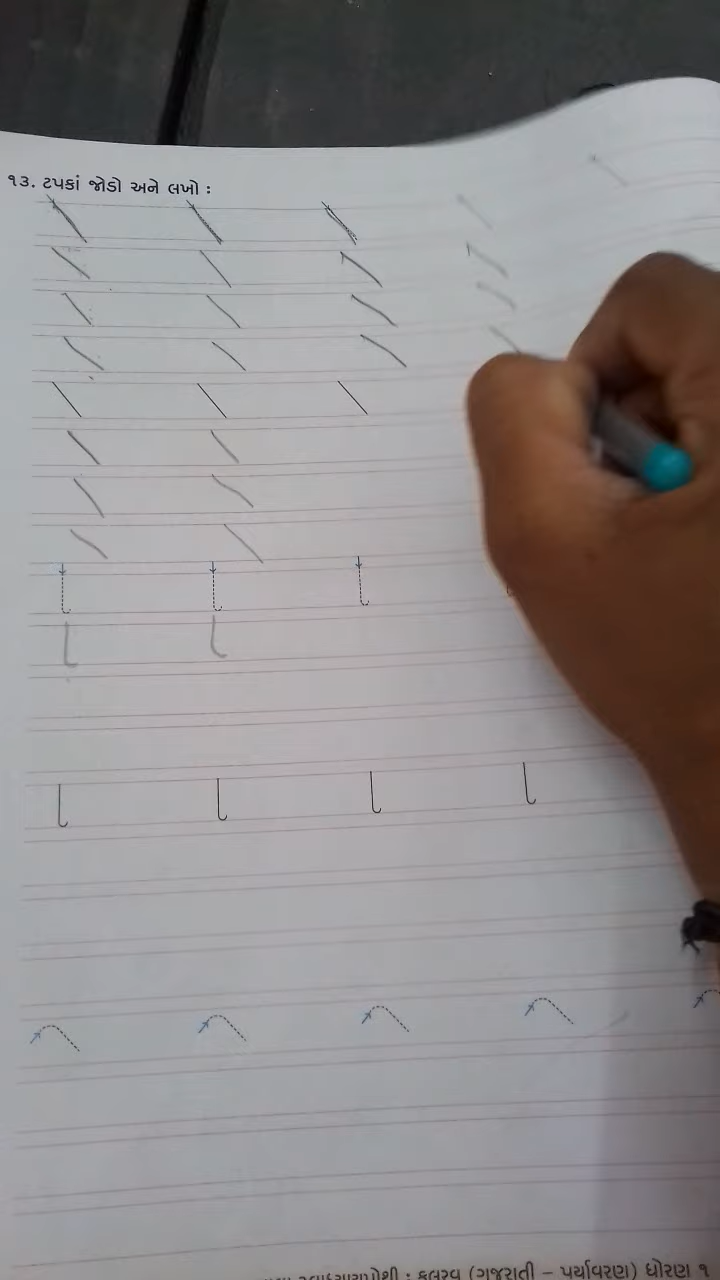 ૧૩. ટપકાં જોડો અને લખો :
કલરવ (ગુજરાતી – પર્યાવરણ) ધોરણ ૧